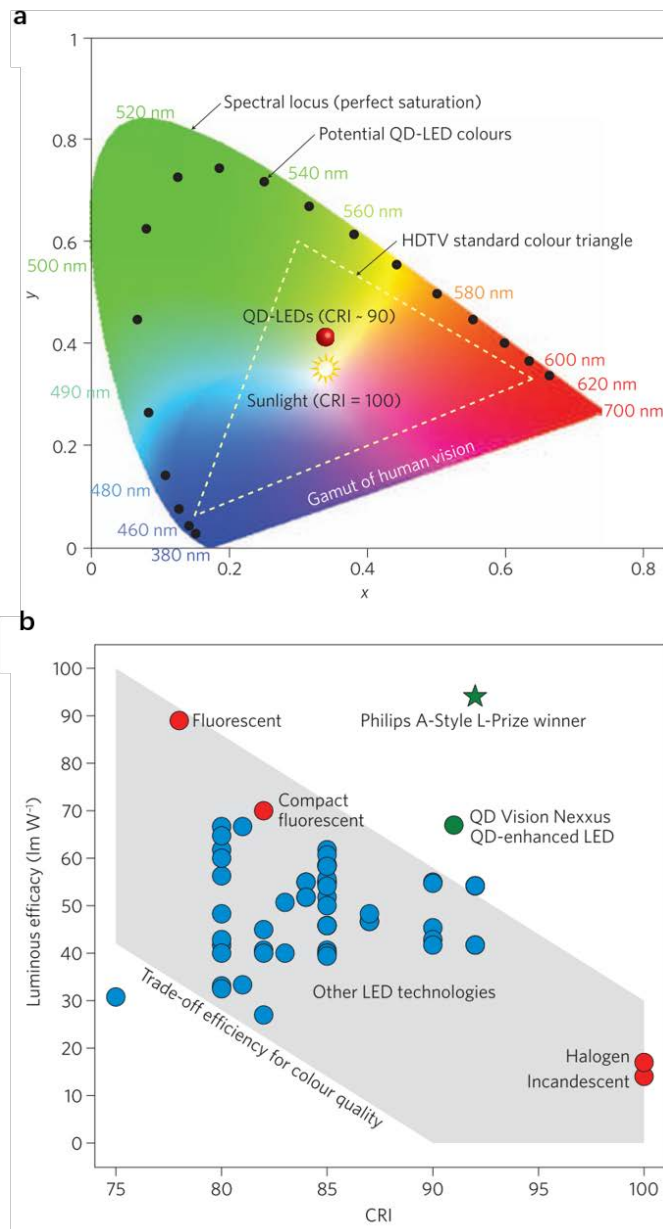 a
1
520 nm
Spectral locus (perfect saturation)
Potential QD-LED colours
0.8
540 nm
560 nm
HDTV standard colour triangle
0.6
500 nm
580 nm
y
QD-LEDs (CRI ~ 90)
0.4
600 nm
620 nm
490 nm
Sunlight (CRI = 100)
700 nm
0.2
Gamut of human vision
480 nm
460 nm
380 nm
0
0
0.2
0.4
0.6
0.8
x
b
100
90
80
70
60
50
40
30
20
10
0
Luminous efficacy (lm W⁻¹)
Fluorescent
Philips A-Style L-Prize winner
Compact
fluorescent
QD Vision Nexxus
QD-enhanced LED
Other LED technologies
Trade-off efficiency for colour quality
Halogen
Incandescent
75
80
85
90
95
100
CRI